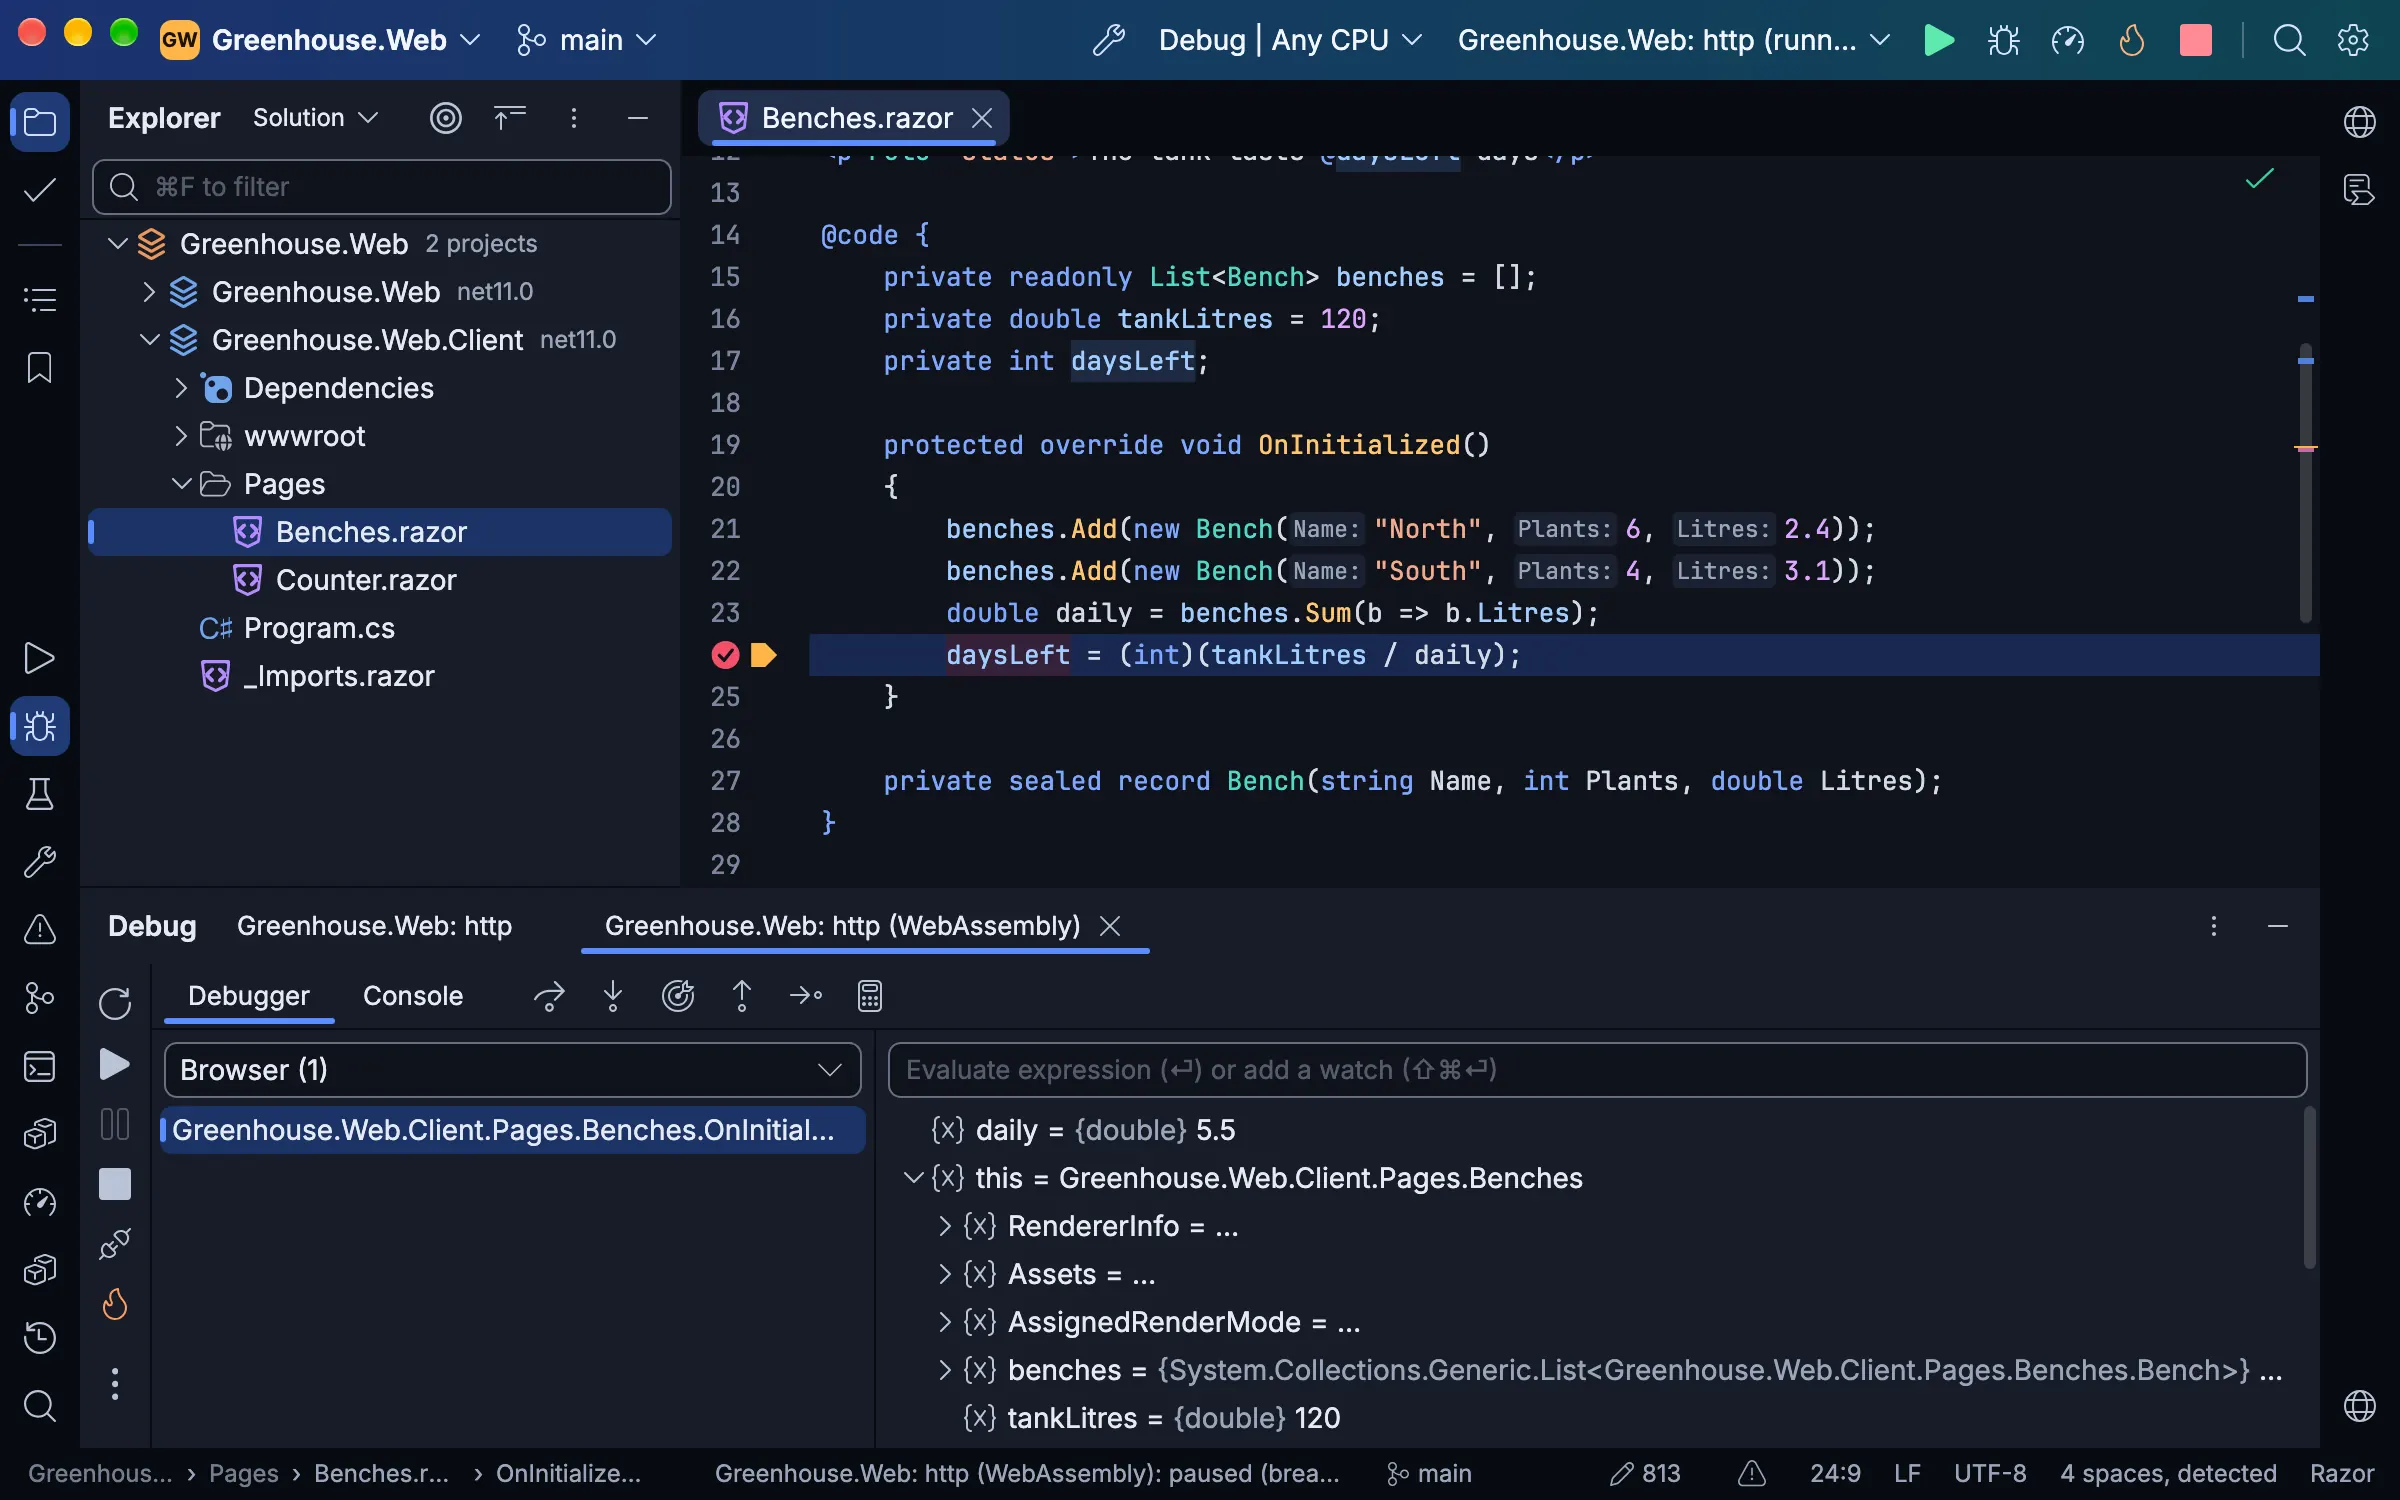 GW Greenhouse.Web main Debug | Any CPU Greenhouse.Web: http (runn...
Explorer Solution
⌘F to filter
Greenhouse.Web 2 projects
Greenhouse.Web net11.0
Greenhouse.Web.Client net11.0
Dependencies
wwwroot
Pages
Benches.razor
Counter.razor
C# Program.cs
_Imports.razor
Benches.razor
13
14 @code {
15 private readonly List<Bench> benches = [];
16 private double tankLitres = 120;
17 private int daysLeft;
18
19 protected override void OnInitialized()
20 {
21 benches.Add(new Bench(Name: "North", Plants: 6, Litres: 2.4));
22 benches.Add(new Bench(Name: "South", Plants: 4, Litres: 3.1));
23 double daily = benches.Sum(b => b.Litres);
daysLeft = (int)(tankLitres / daily);
25 }
26
27 private sealed record Bench(string Name, int Plants, double Litres);
28 }
29
Debug Greenhouse.Web: http Greenhouse.Web: http (WebAssembly)
Debugger Console
Browser (1)
Greenhouse.Web.Client.Pages.Benches.OnInitial...
Evaluate expression (⏎) or add a watch (⇧⌘⏎)
{x} daily = {double} 5.5
{x} this = Greenhouse.Web.Client.Pages.Benches
{x} RendererInfo = ...
{x} Assets = ...
{x} AssignedRenderMode = ...
{x} benches = {System.Collections.Generic.List<Greenhouse.Web.Client.Pages.Benches.Bench>} ...
{x} tankLitres = {double} 120
Greenhous... › Pages › Benches.r... › OnInitialize... Greenhouse.Web: http (WebAssembly): paused (brea... main 813 24:9 LF UTF-8 4 spaces, detected Razor